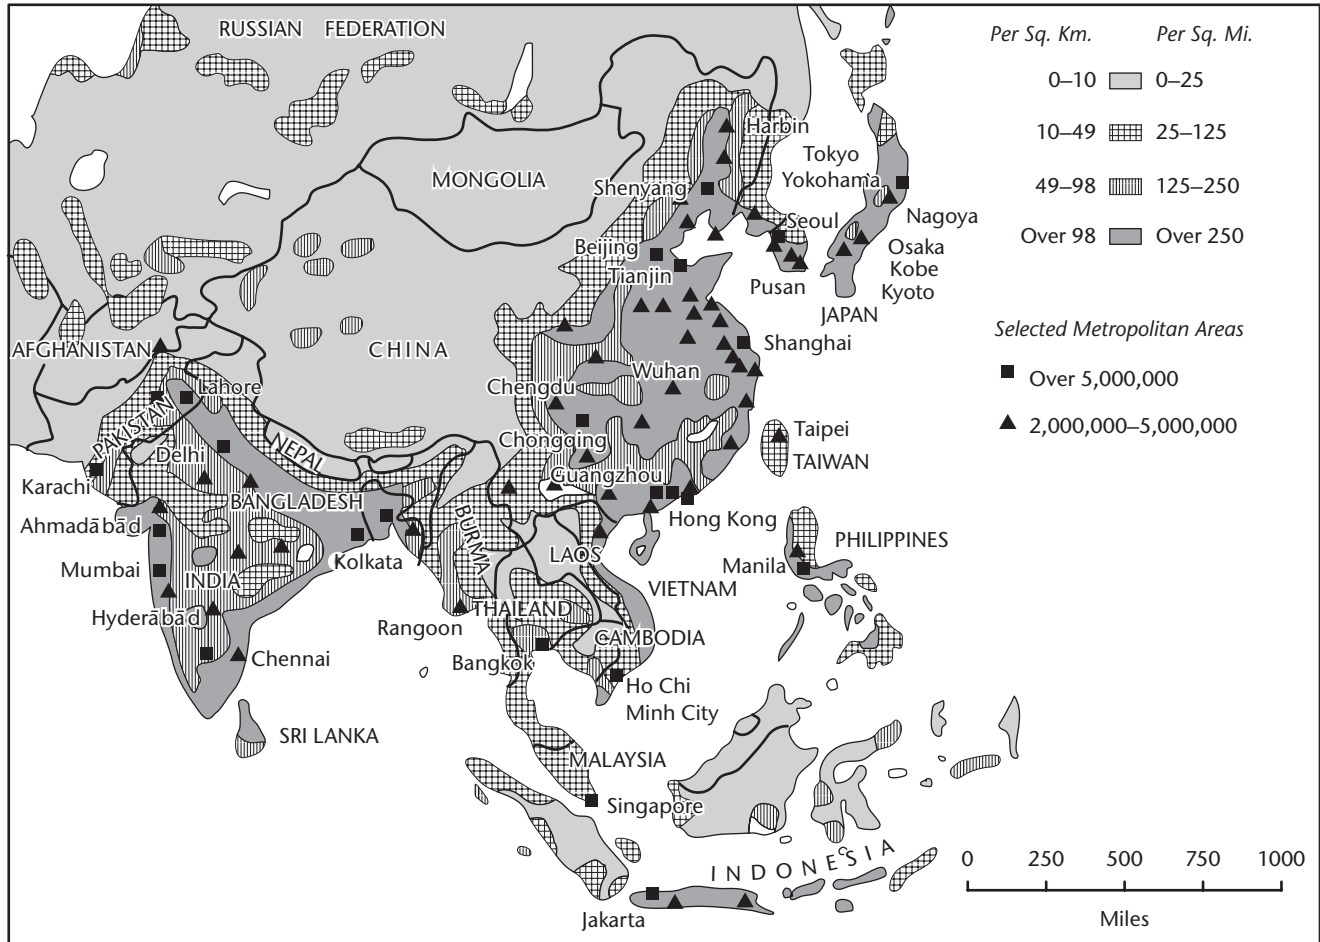 RUSSIAN FEDERATION
Per Sq. Km. Per Sq. Mi.
0–10 0–25
10–49 25–125
49–98 125–250
Over 98 Over 250
Selected Metropolitan Areas
Over 5,000,000
2,000,000–5,000,000
Harbin
Tokyo
Yokohama
MONGOLIA
Shenyang
Nagoya
Seoul
Beijing
Tianjin
Osaka
Kobe
Kyoto
Pusan
JAPAN
AFGHANISTAN
CHINA
Shanghai
Wuhan
Lahore
Chengdu
PAKISTAN
NEPAL
Chongqing
Taipei
TAIWAN
Delhi
Karachi
Guangzhou
BANGLADESH
Ahmadābād
BURMA
Hong Kong
LAOS
PHILIPPINES
Kolkata
Mumbai
INDIA
Manila
VIETNAM
Hyderābād
Rangoon
THAILAND
CAMBODIA
Chennai
Bangkok
Ho Chi
Minh City
SRI LANKA
MALAYSIA
Singapore
INDONESIA
Jakarta
0 250 500 750 1000
Miles